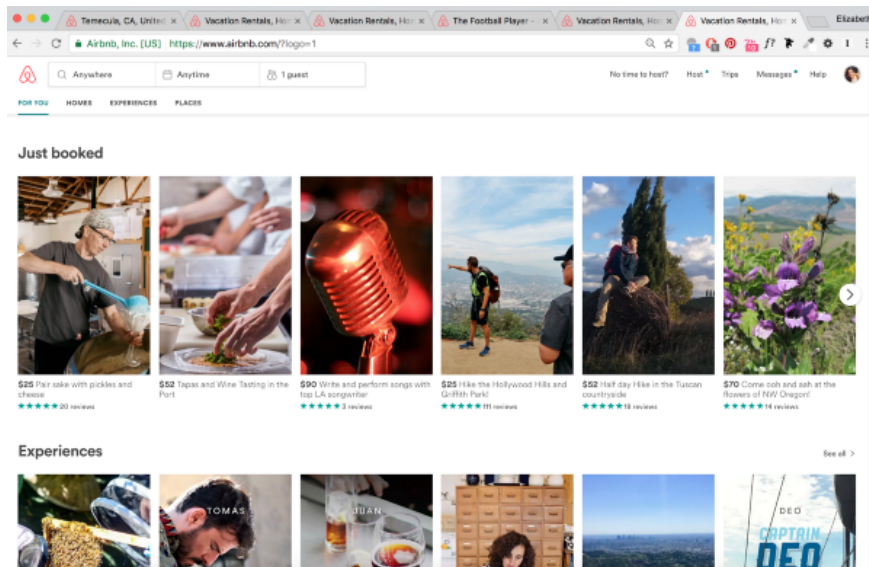 Temecula, CA, United
Vacation Rentals, Hom
Vacation Rentals, Hom
The Football Player -
Vacation Rentals, Hom
Vacation Rentals, Hom
Elizabeth
Airbnb, Inc. [US] https://www.airbnb.com/?logo=1
Anywhere
Anytime
1 guest
No time to host?
Host
Trips
Messages
Help
FOR YOU
HOMES
EXPERIENCES
PLACES
Just booked
$25 Pair sake with pickles and
cheese
20 reviews
$52 Tapas and Wine Tasting in the
Port
$90 Write and perform songs with
top LA songwriter
3 reviews
$25 Hike the Hollywood Hills and
Griffith Park!
111 reviews
$52 Half day Hike in the Tuscan
countryside
18 reviews
$70 Come ooh and aah at the
flowers of NW Oregon!
14 reviews
Experiences
See all
TOMAS
JUAN
DEO
CAPTAIN
DEO